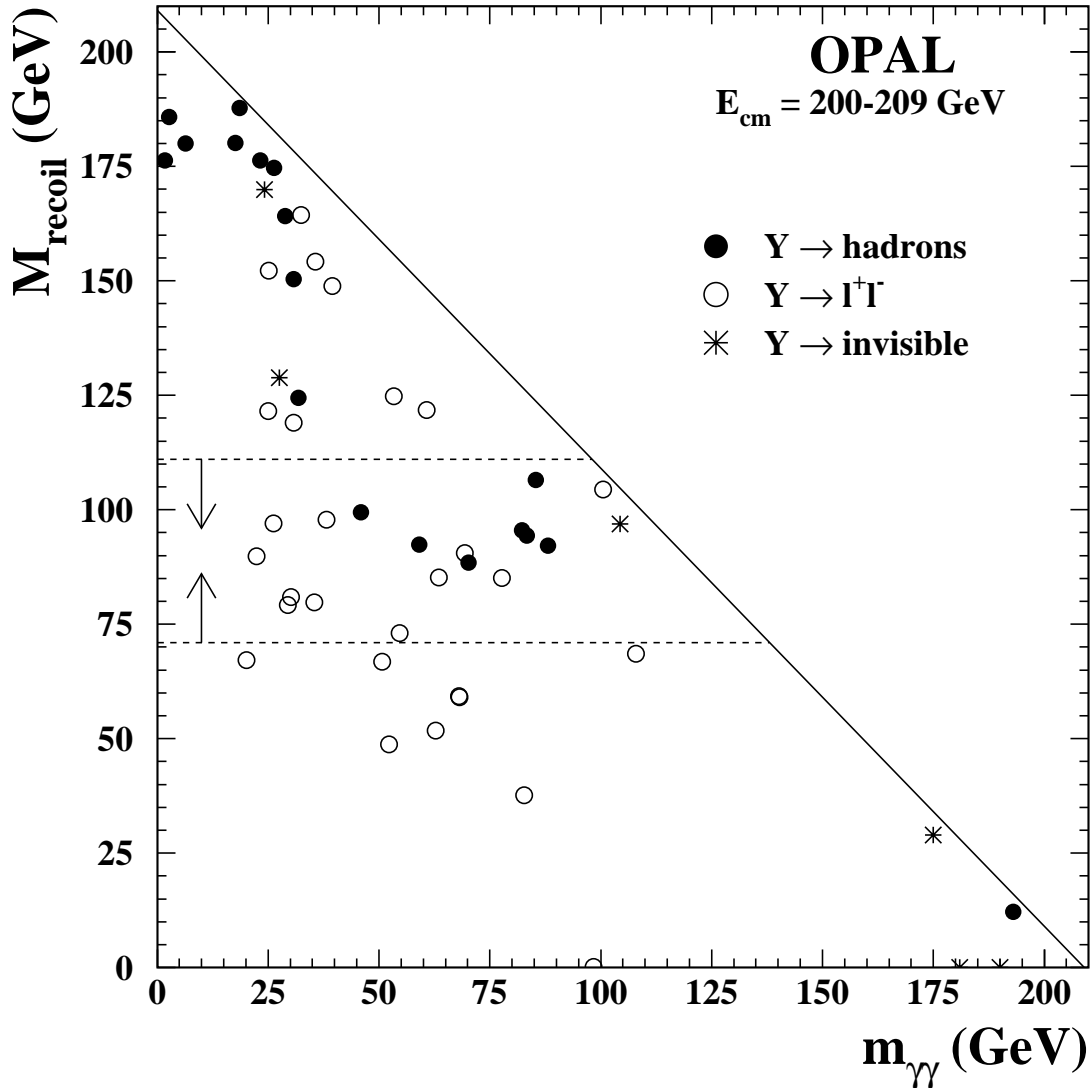 OPAL
E_cm = 200-209 GeV
M_recoil (GeV)
200
175
150
125
100
75
50
25
0
Y → hadrons
Y → l⁺l⁻
Y → invisible
0 25 50 75 100 125 150 175 200
m_γγ (GeV)